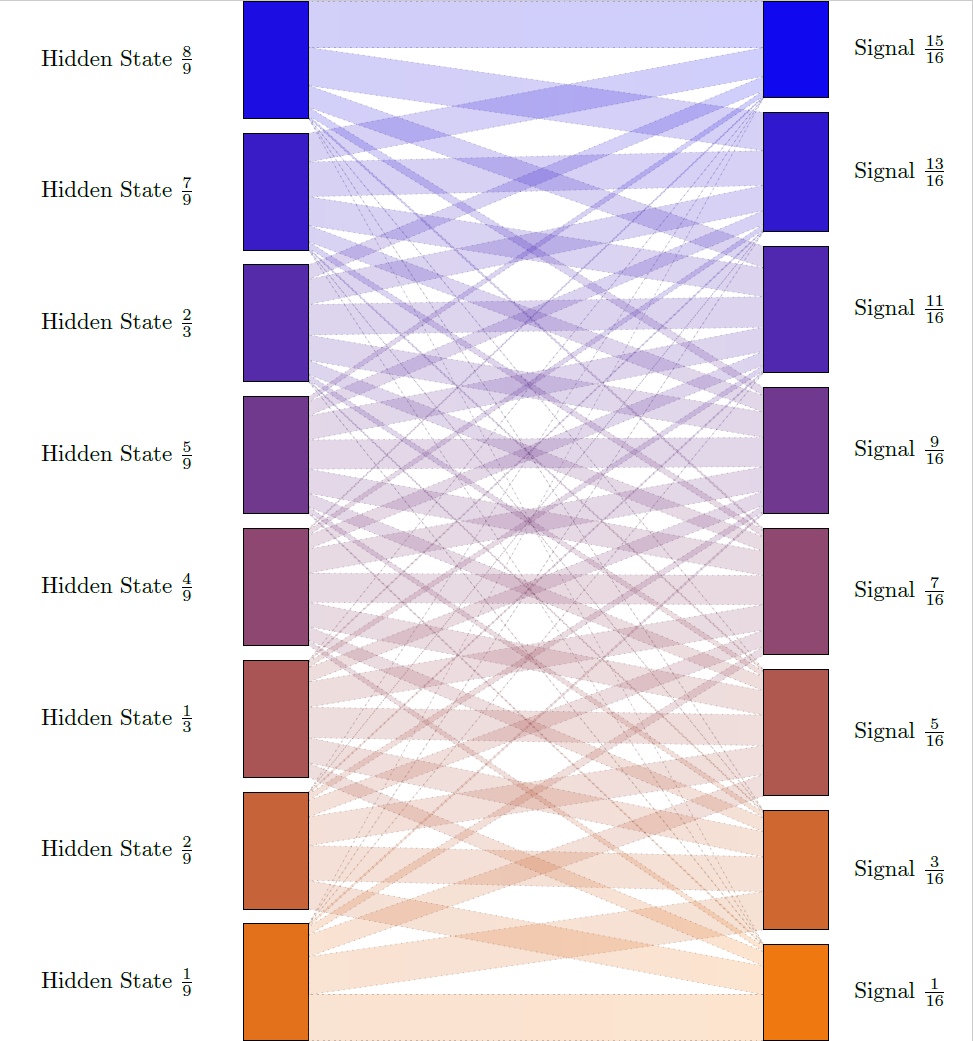 Hidden State 8/9
Signal 15/16
Hidden State 7/9
Signal 13/16
Hidden State 2/3
Signal 11/16
Hidden State 5/9
Signal 9/16
Hidden State 4/9
Signal 7/16
Hidden State 1/3
Signal 5/16
Hidden State 2/9
Signal 3/16
Hidden State 1/9
Signal 1/16